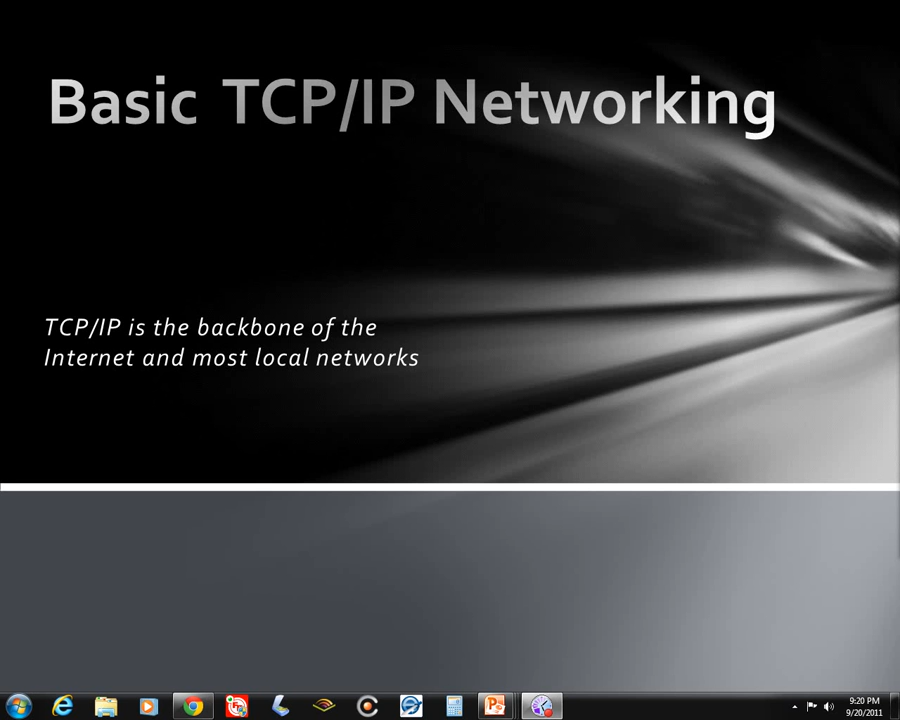 Basic TCP/IP Networking
TCP/IP is the backbone of the
Internet and most local networks
9:20 PM
9/20/2011